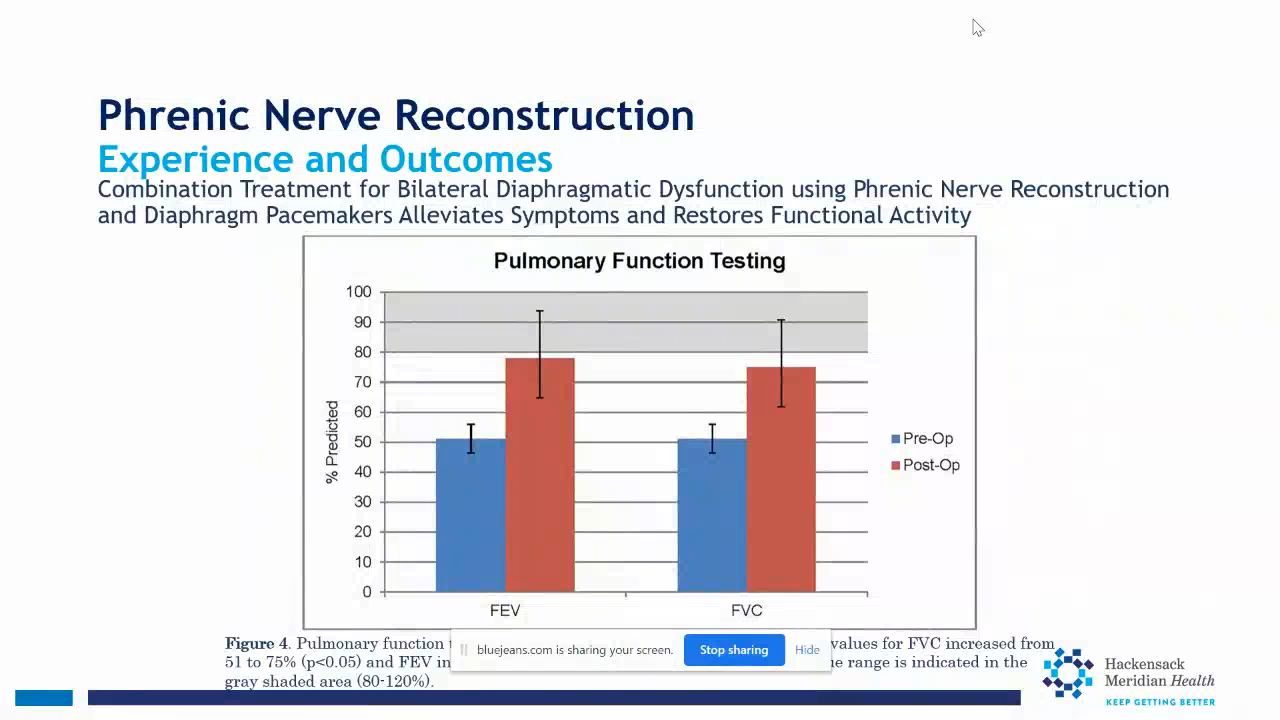 Phrenic Nerve Reconstruction
Experience and Outcomes
Combination Treatment for Bilateral Diaphragmatic Dysfunction using Phrenic Nerve Reconstruction
and Diaphragm Pacemakers Alleviates Symptoms and Restores Functional Activity
Pulmonary Function Testing
100
90
80
70
60
50
40
30
20
10
0
% Predicted
FEV
FVC
Pre-Op
Post-Op
Figure 4. Pulmonary function values for FVC increased from
51 to 75% (p<0.05) and FEV range is indicated in the
gray shaded area (80-120%).
bluejeans.com is sharing your screen.
Stop sharing
Hide
Hackensack
Meridian Health
KEEP GETTING BETTER